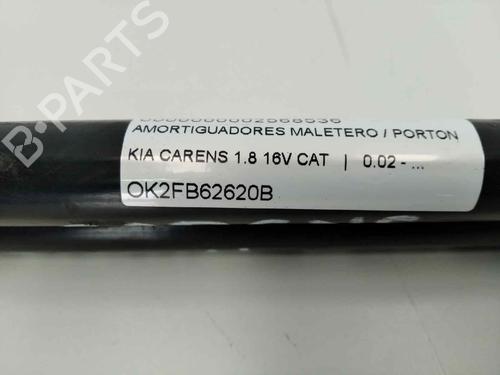 B-PARTS
AMORTIGUADORES MALETERO / PORTON
KIA CARENS 1.8 16V CAT | 0.02 - ...
OK2FB62620B